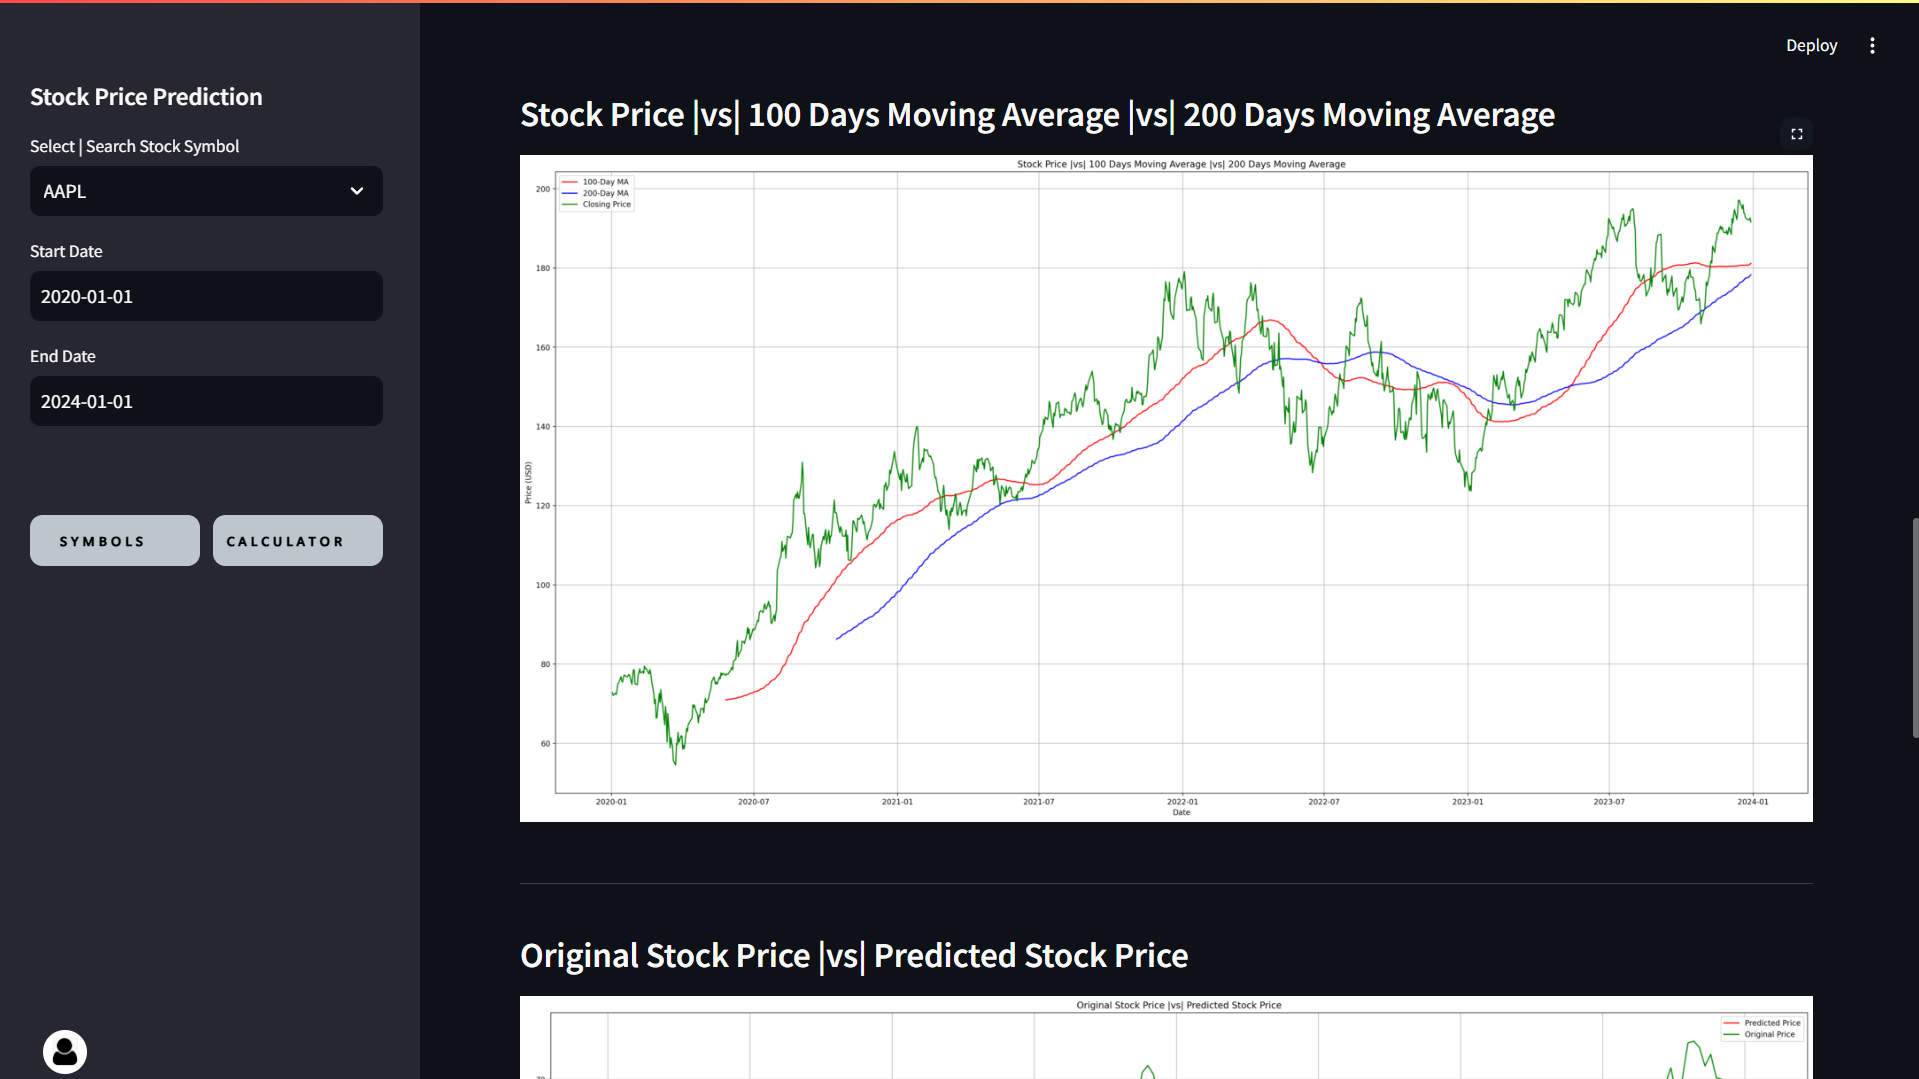 Deploy
Stock Price Prediction
Select | Search Stock Symbol
AAPL
Start Date
2020-01-01
End Date
2024-01-01
SYMBOLS
CALCULATOR
Stock Price |vs| 100 Days Moving Average |vs| 200 Days Moving Average
Stock Price |vs| 100 Days Moving Average |vs| 200 Days Moving Average
100-Day MA
200-Day MA
Closing Price
200
180
160
140
120
100
80
60
Price (USD)
2020-01 2020-07 2021-01 2021-07 2022-01 2022-07 2023-01 2023-07 2024-01
Date
Original Stock Price |vs| Predicted Stock Price
Original Stock Price |vs| Predicted Stock Price
Predicted Price
Original Price